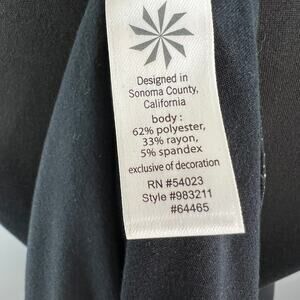 Designed in
Sonoma County,
California
body :
62% polyester,
33% rayon,
5% spandex
exclusive of decoration
RN #54023
Style #983211
#64465